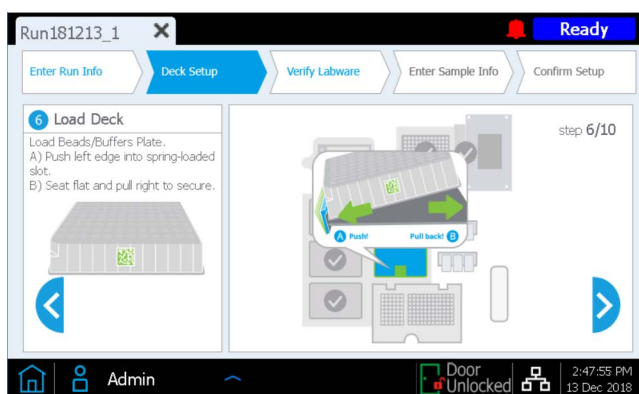 Run181213_1
Ready
Enter Run Info
Deck Setup
Verify Labware
Enter Sample Info
Confirm Setup
6 Load Deck
Load Beads/Buffers Plate.
A) Push left edge into spring-loaded
slot.
B) Seat flat and pull right to secure.
step 6/10
A Push!
Pull back! B
Admin
Door
Unlocked
2:47:55 PM
13 Dec 2018